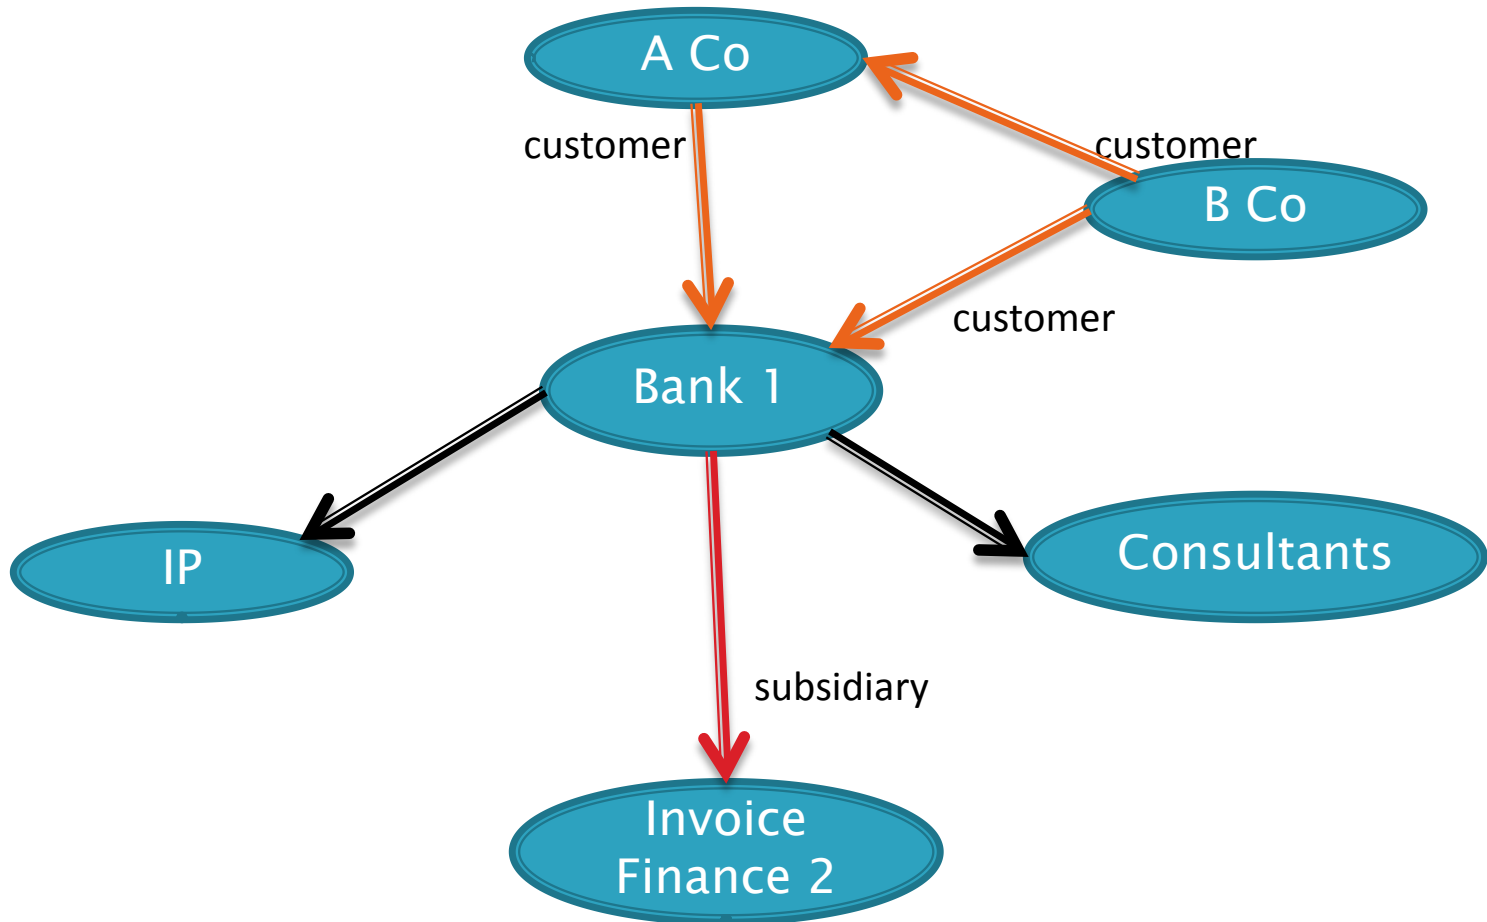 A Co
customer
customer
B Co
customer
Bank 1
IP
Consultants
subsidiary
Invoice
Finance 2